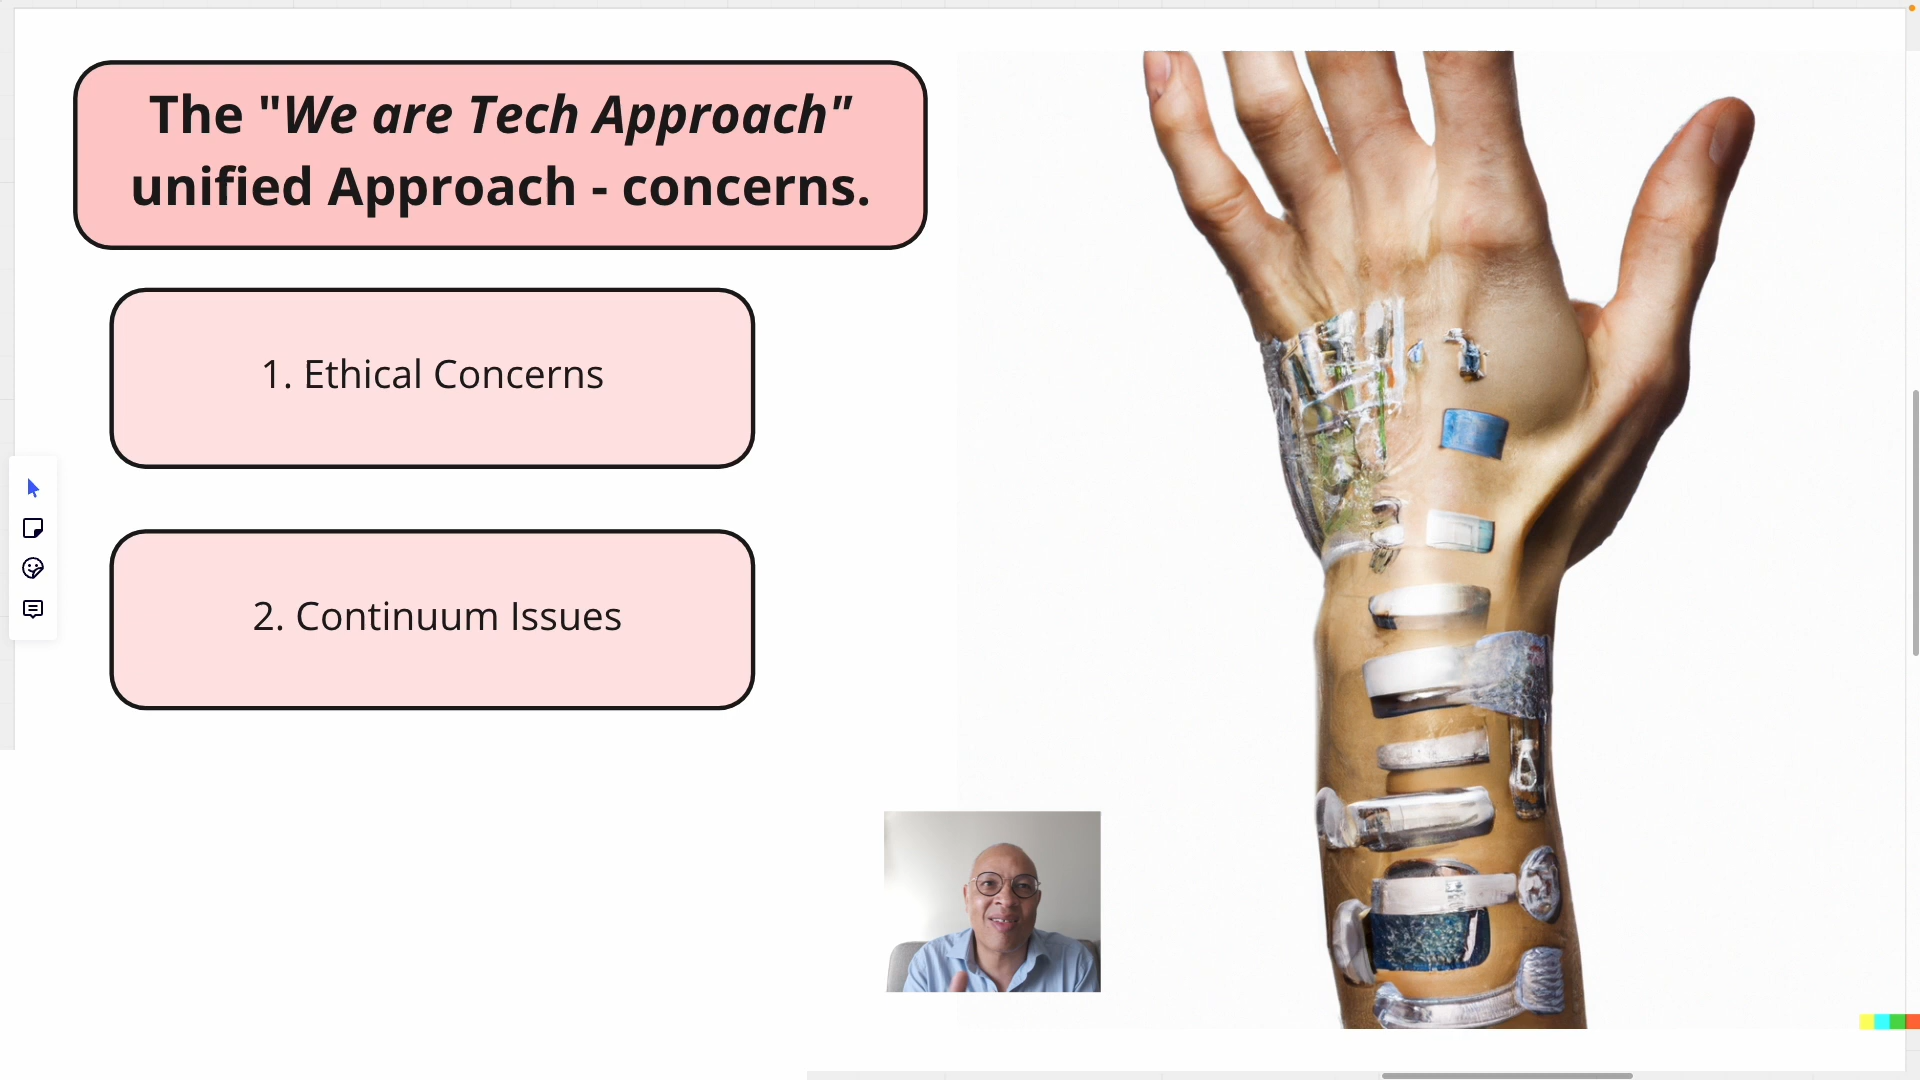 The "We are Tech Approach"
unified Approach - concerns.
1. Ethical Concerns
2. Continuum Issues